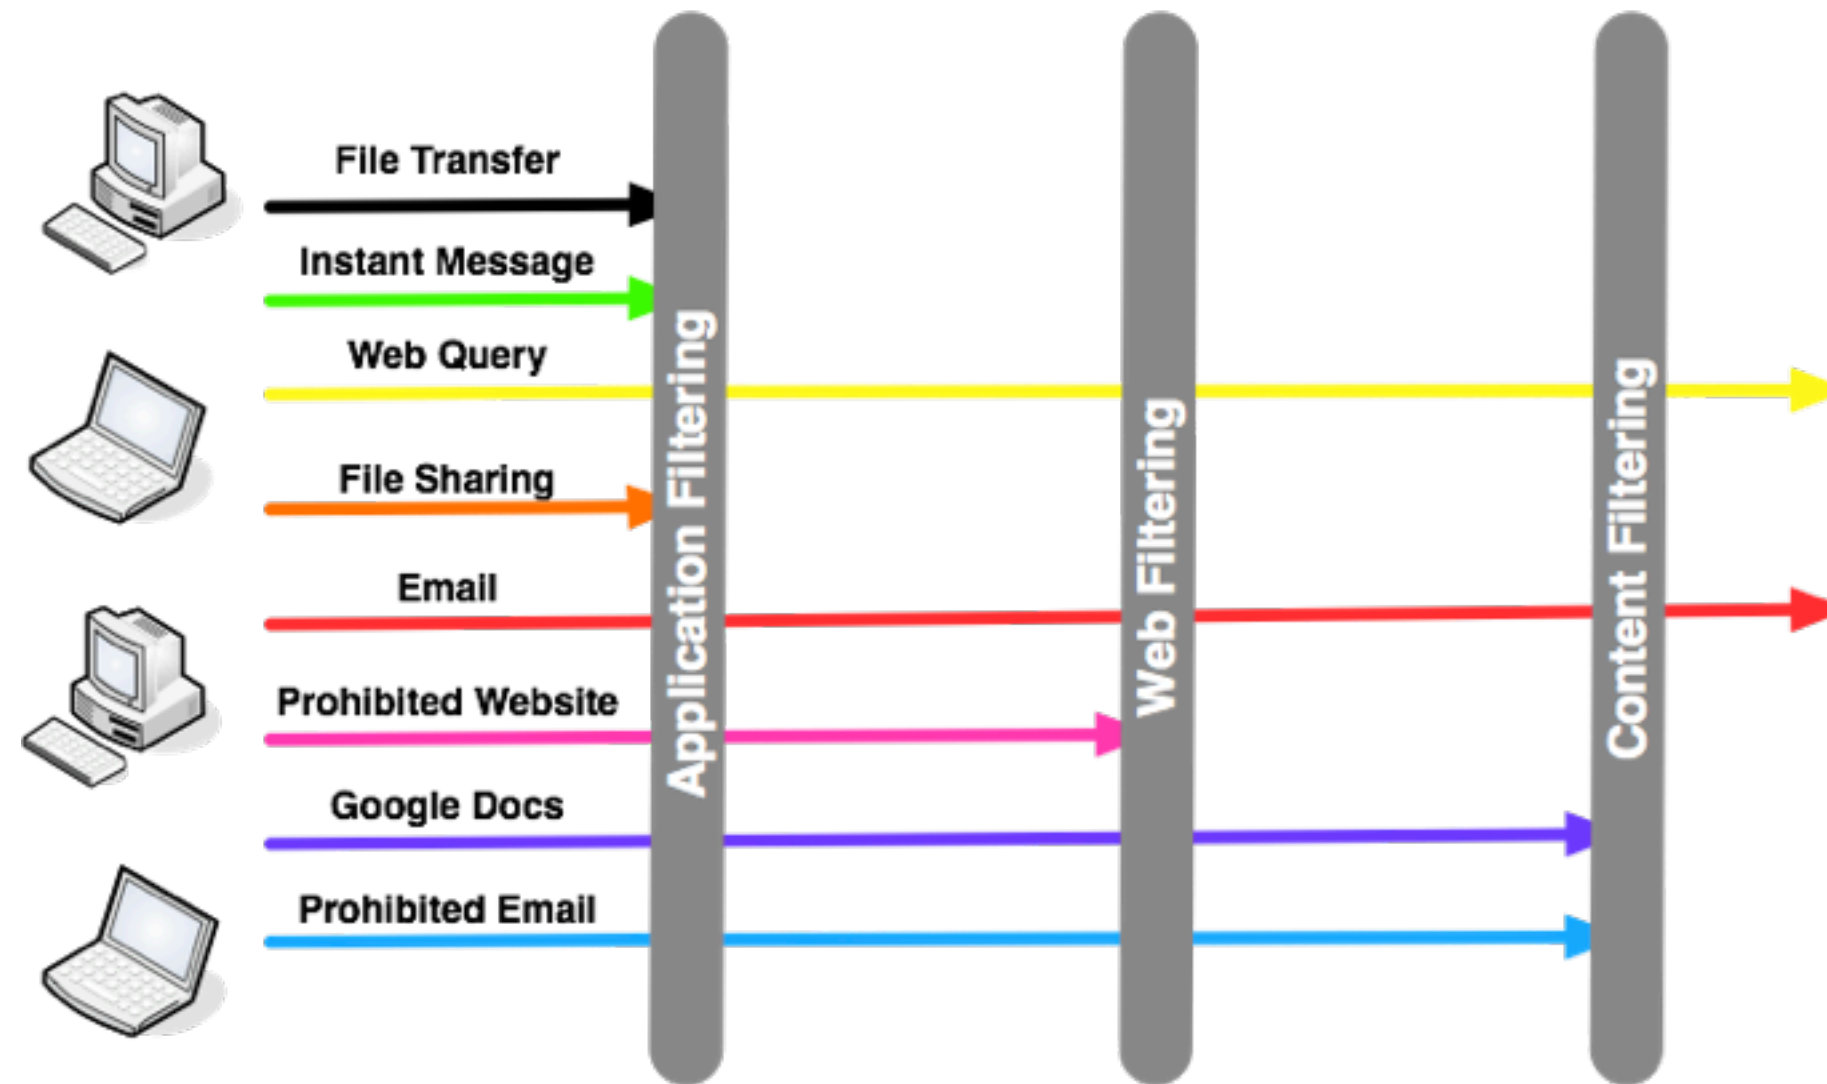 File Transfer
Instant Message
Web Query
File Sharing
Email
Prohibited Website
Google Docs
Prohibited Email
Application Filtering
Web Filtering
Content Filtering